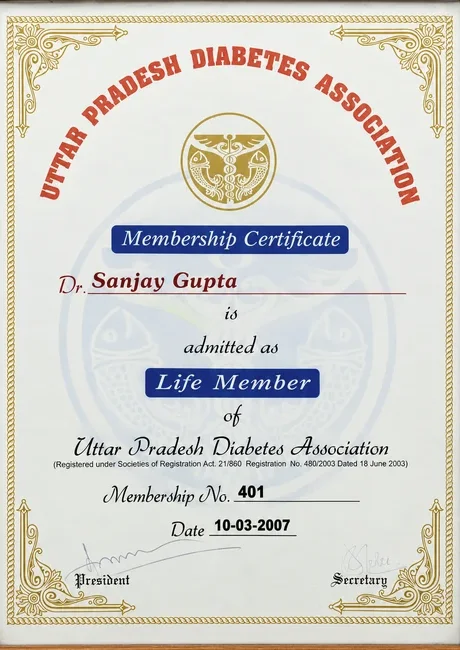 UTTAR PRADESH DIABETES ASSOCIATION
Membership Certificate
Dr. Sanjay Gupta
is
admitted as
Life Member
of
Uttar Pradesh Diabetes Association
(Registered under Societies of Registration Act. 21/860 Registration No. 480/2003 Dated 18 June 2003)
Membership No. 401
Date 10-03-2007
President
Secretary